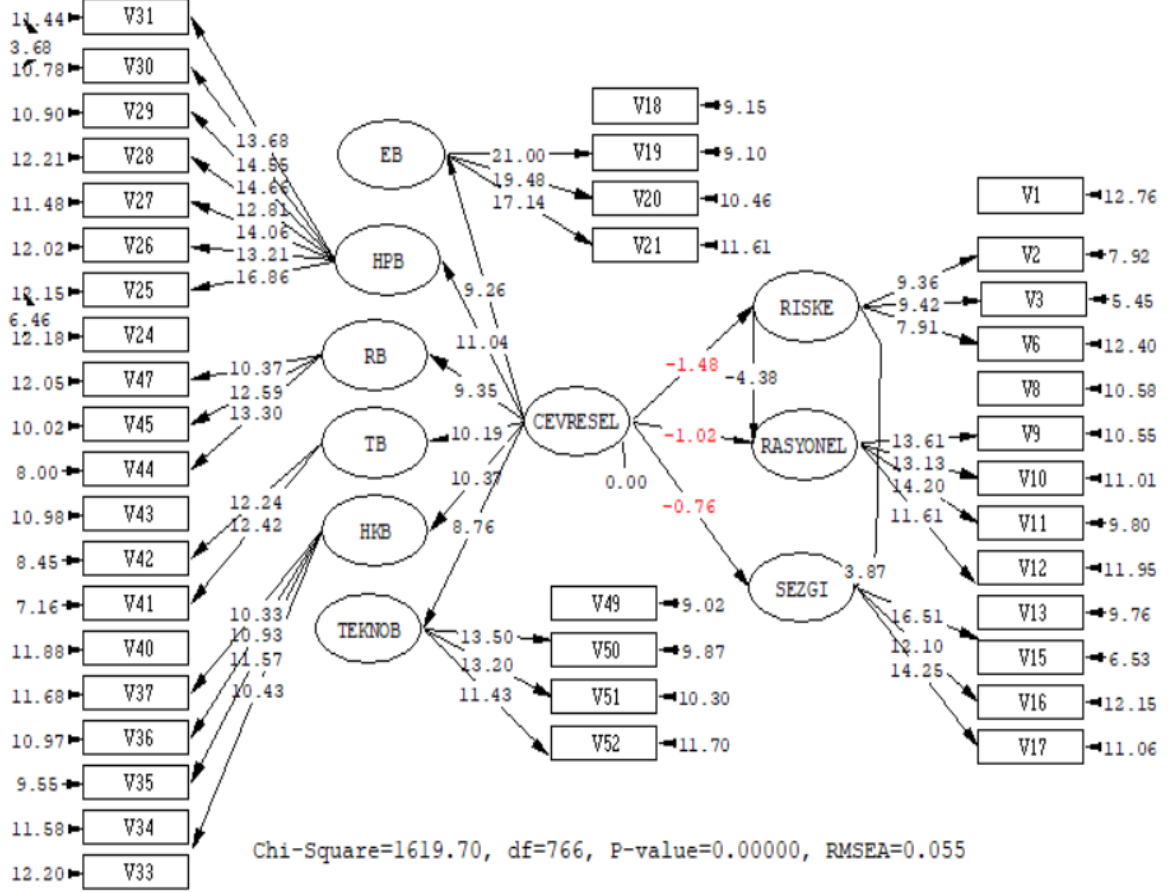 11.44 V31
3.68
10.78 V30
10.90 V29
12.21 V28
11.48 V27
12.02 V26
V25
6.46
12.18 V24
12.05 V47
10.02 V45
8.00 V44
10.98 V43
8.45 V42
7.16 V41
11.88 V40
11.68 V37
10.97 V36
9.55 V35
11.58 V34
12.20 V33
13.68
14.66
12.81
14.06
13.21
16.86
10.37
12.59
13.30
12.24
12.42
10.33
10.93
11.57
10.43
EB
HPB
RB
TB
HKB
TEKNOB
9.26
11.04
9.35
10.19
10.37
8.76
CEVRESEL
0.00
21.00
19.48
17.14
V18 9.15
V19 9.10
V20 10.46
V21 11.61
13.50
13.20
11.43
V49 9.02
V50 9.87
V51 10.30
V52 11.70
-1.48
-4.38
-1.02
-0.76
RISKE
RASYONEL
SEZGI
3.87
9.36
9.42
7.91
13.61
13.13
14.20
11.61
16.51
12.10
14.25
V1 12.76
V2 7.92
V3 5.45
V6 12.40
V8 10.58
V9 10.55
V10 11.01
V11 9.80
V12 11.95
V13 9.76
V15 6.53
V16 12.15
V17 11.06
Chi-Square=1619.70, df=766, P-value=0.00000, RMSEA=0.055